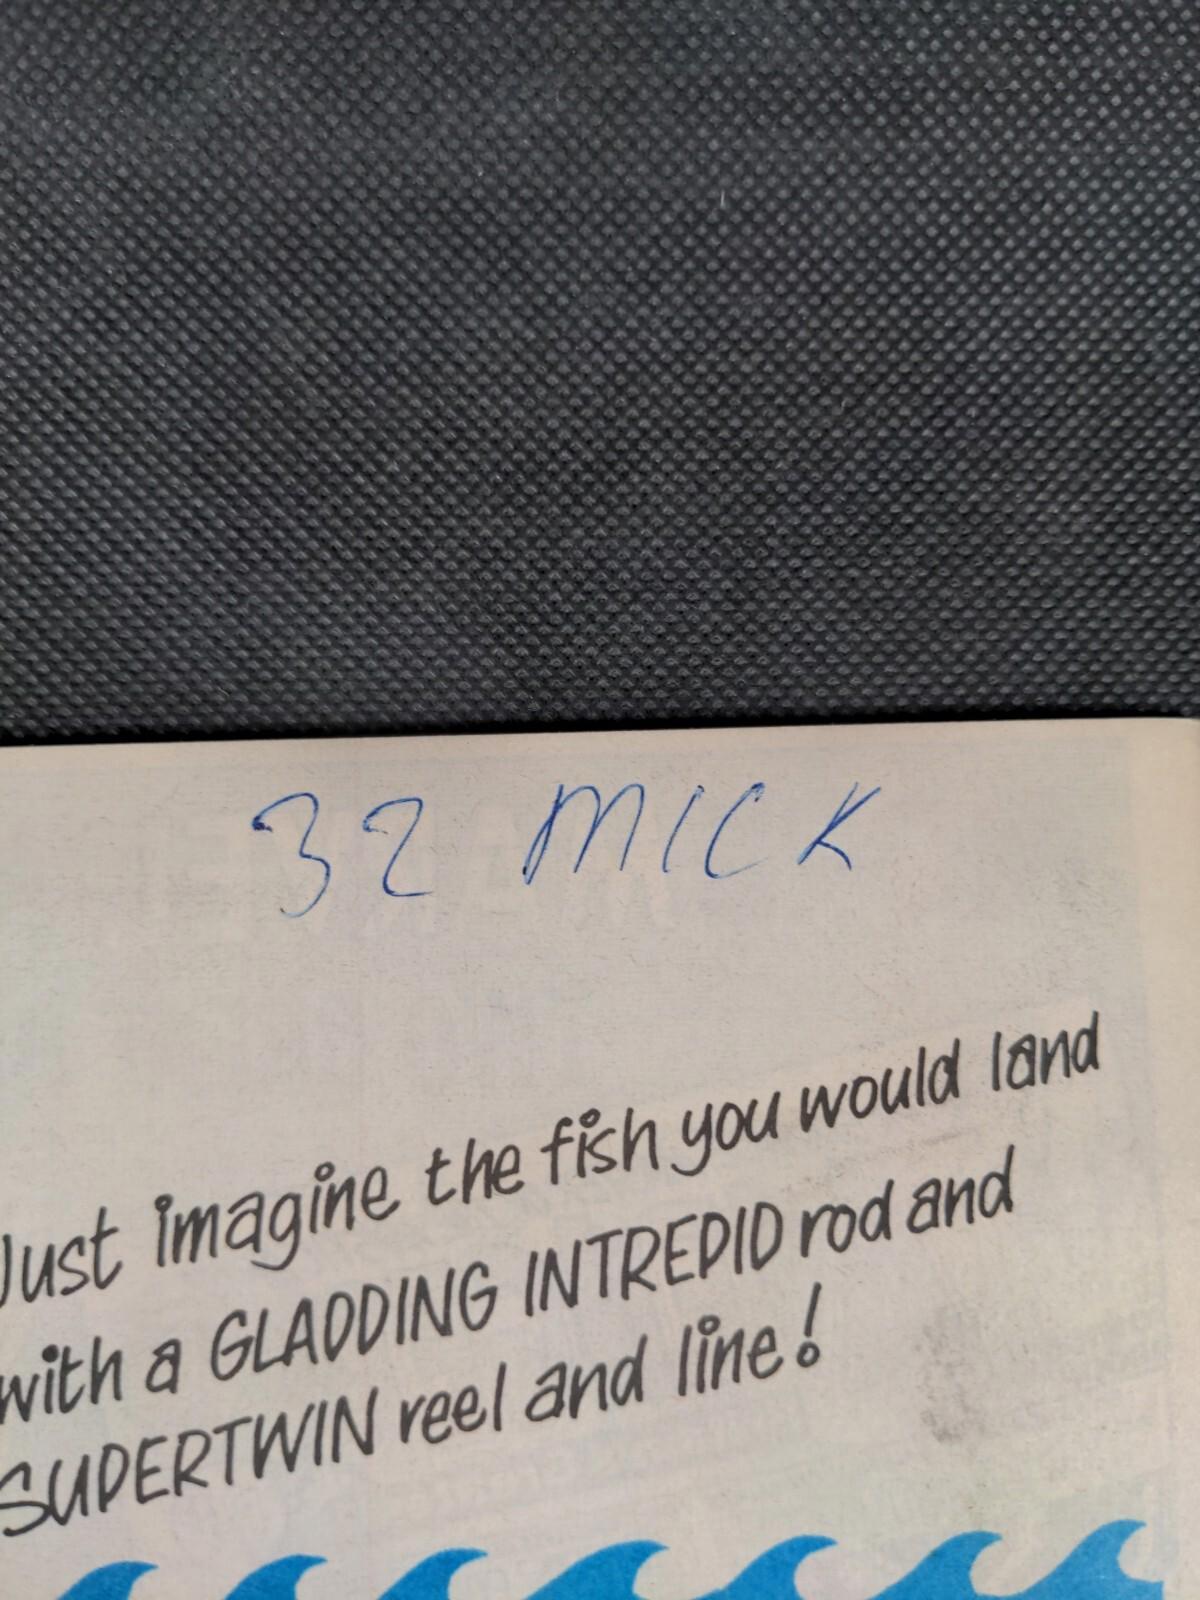 32 MICK
Just imagine the fish you would land
with a GLADDING INTREPID rod and
SUPERTWIN reel and line!